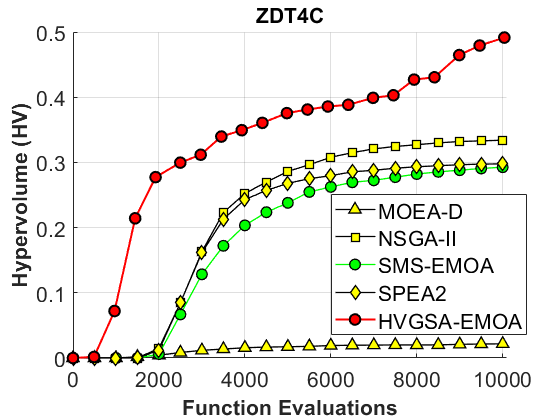 ZDT4C
Hypervolume (HV)
0.5
0.4
0.3
0.2
0.1
0
0 2000 4000 6000 8000 10000
Function Evaluations
MOEA-D
NSGA-II
SMS-EMOA
SPEA2
HVGSA-EMOA